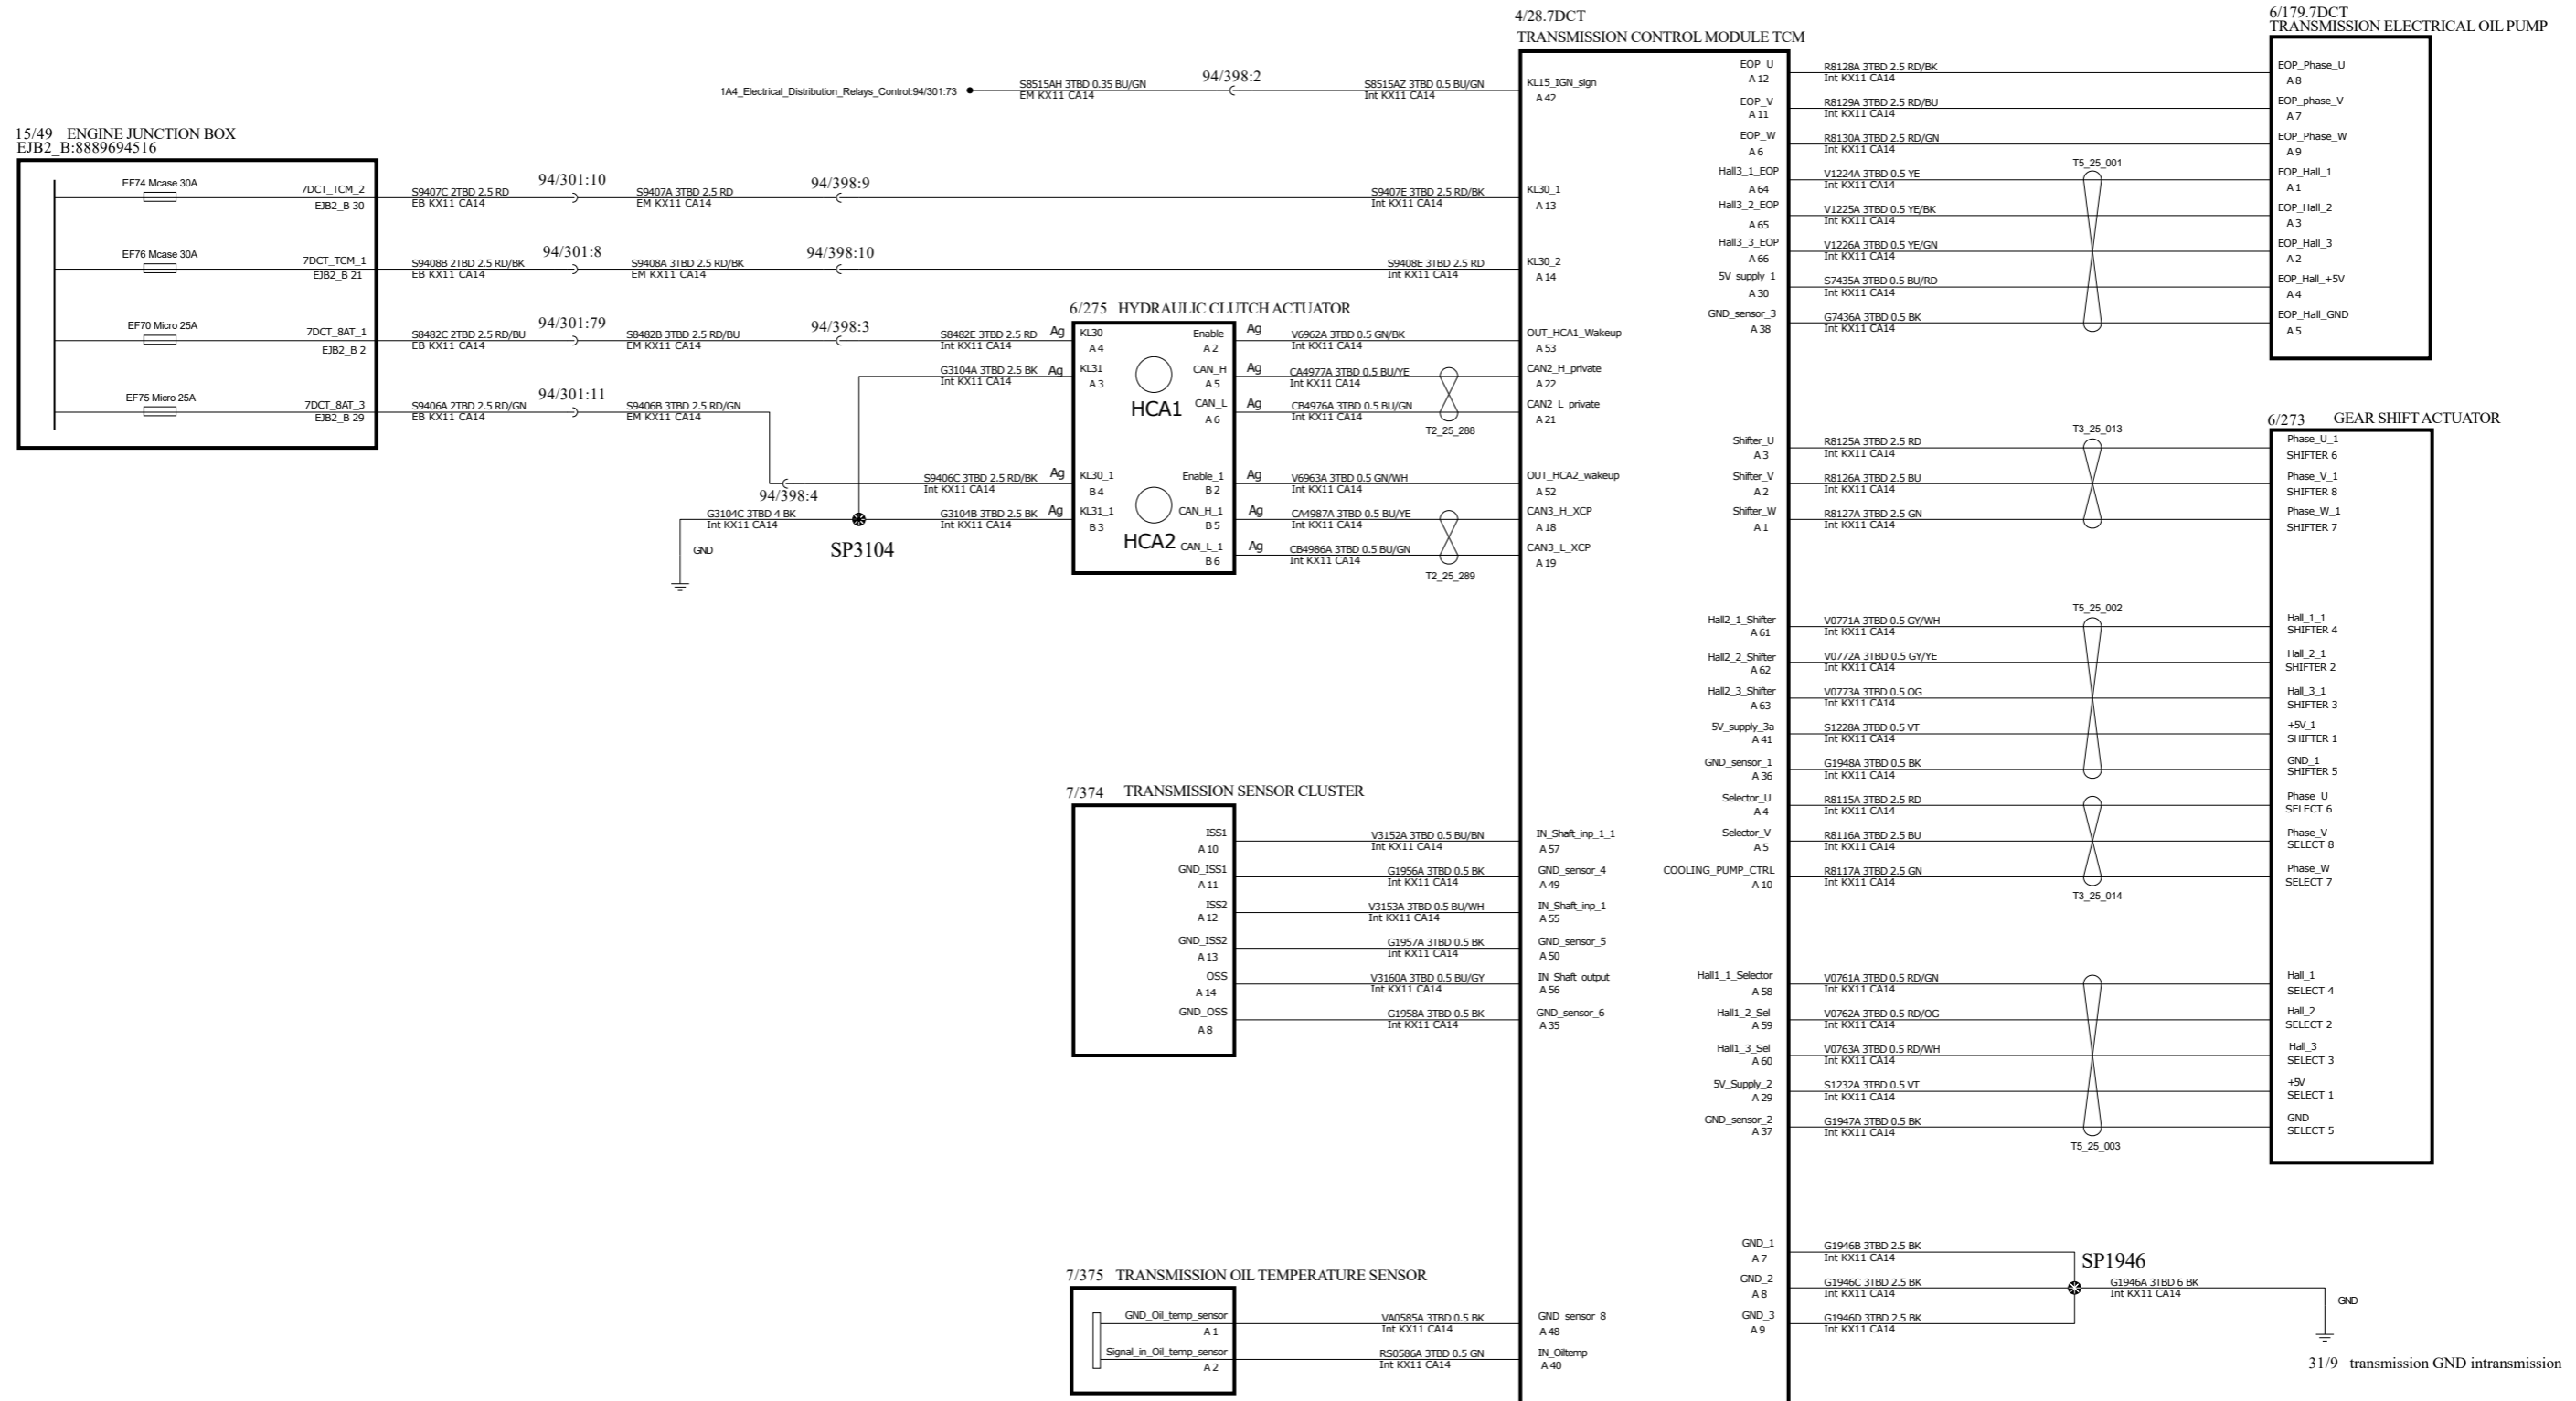 4/28.7DCT
TRANSMISSION CONTROL MODULE TCM
6/179.7DCT
TRANSMISSION ELECTRICAL OIL PUMP
15/49 ENGINE JUNCTION BOX
EJB2_B:8889694516
1A4_Electrical_Distribution_Relays_Control:94/301:73
S8515AH 3TBD 0.35 BU/GN
EM KX11 CA14
94/398:2
S8515AZ 3TBD 0.5 BU/GN
Int KX11 CA14
KL15_IGN_sign
A 42
EF74 Mcase 30A
7DCT_TCM_2
EJB2_B 30
S9407C 2TBD 2.5 RD
EB KX11 CA14
94/301:10
S9407A 3TBD 2.5 RD
EM KX11 CA14
94/398:9
S9407E 3TBD 2.5 RD/BK
Int KX11 CA14
KL30_1
A 13
EF76 Mcase 30A
7DCT_TCM_1
EJB2_B 21
S9408B 2TBD 2.5 RD/BK
EB KX11 CA14
94/301:8
S9408A 3TBD 2.5 RD/BK
EM KX11 CA14
94/398:10
S9408E 3TBD 2.5 RD
Int KX11 CA14
KL30_2
A 14
EF70 Micro 25A
7DCT_8AT_1
EJB2_B 2
S8482C 2TBD 2.5 RD/BU
EB KX11 CA14
94/301:79
S8482B 3TBD 2.5 RD/BU
EM KX11 CA14
94/398:3
S8482E 3TBD 2.5 RD
Int KX11 CA14
Ag
EF75 Micro 25A
7DCT_8AT_3
EJB2_B 29
S9406A 2TBD 2.5 RD/GN
EB KX11 CA14
94/301:11
S9406B 3TBD 2.5 RD/GN
EM KX11 CA14
94/398:4
S9406C 3TBD 2.5 RD/BK
Int KX11 CA14
Ag
G3104A 3TBD 2.5 BK
Int KX11 CA14
Ag
G3104C 3TBD 4 BK
Int KX11 CA14
GND
SP3104
G3104B 3TBD 2.5 BK
Int KX11 CA14
Ag
6/275 HYDRAULIC CLUTCH ACTUATOR
KL30
A 4
KL31
A 3
HCA1
Enable
A 2
CAN_H
A 5
CAN_L
A 6
KL30_1
B 4
KL31_1
B 3
HCA2
Enable_1
B 2
CAN_H_1
B 5
CAN_L_1
B 6
Ag
V6962A 3TBD 0.5 GN/BK
Int KX11 CA14
OUT_HCA1_Wakeup
A 53
Ag
CA4977A 3TBD 0.5 BU/YE
Int KX11 CA14
CAN2_H_private
A 22
Ag
CB4976A 3TBD 0.5 BU/GN
Int KX11 CA14
T2_25_288
CAN2_L_private
A 21
Ag
V6963A 3TBD 0.5 GN/WH
Int KX11 CA14
OUT_HCA2_wakeup
A 52
Ag
CA4987A 3TBD 0.5 BU/YE
Int KX11 CA14
CAN3_H_XCP
A 18
Ag
CB4986A 3TBD 0.5 BU/GN
Int KX11 CA14
T2_25_289
CAN3_L_XCP
A 19
EOP_U
A 12
R8128A 3TBD 2.5 RD/BK
Int KX11 CA14
EOP_Phase_U
A 8
EOP_V
A 11
R8129A 3TBD 2.5 RD/BU
Int KX11 CA14
EOP_phase_V
A 7
EOP_W
A 6
R8130A 3TBD 2.5 RD/GN
Int KX11 CA14
EOP_Phase_W
A 9
T5_25_001
Hall3_1_EOP
A 64
V1224A 3TBD 0.5 YE
Int KX11 CA14
EOP_Hall_1
A 1
Hall3_2_EOP
A 65
V1225A 3TBD 0.5 YE/BK
Int KX11 CA14
EOP_Hall_2
A 3
Hall3_3_EOP
A 66
V1226A 3TBD 0.5 YE/GN
Int KX11 CA14
EOP_Hall_3
A 2
5V_supply_1
A 30
S7435A 3TBD 0.5 BU/RD
Int KX11 CA14
EOP_Hall_+5V
A 4
GND_sensor_3
A 38
G7436A 3TBD 0.5 BK
Int KX11 CA14
EOP_Hall_GND
A 5
6/273 GEAR SHIFT ACTUATOR
T3_25_013
Shifter_U
A 3
R8125A 3TBD 2.5 RD
Int KX11 CA14
Phase_U_1
SHIFTER 6
Shifter_V
A 2
R8126A 3TBD 2.5 BU
Int KX11 CA14
Phase_V_1
SHIFTER 8
Shifter_W
A 1
R8127A 3TBD 2.5 GN
Int KX11 CA14
Phase_W_1
SHIFTER 7
T5_25_002
Hall2_1_Shifter
A 61
V0771A 3TBD 0.5 GY/WH
Int KX11 CA14
Hall_1_1
SHIFTER 4
Hall2_2_Shifter
A 62
V0772A 3TBD 0.5 GY/YE
Int KX11 CA14
Hall_2_1
SHIFTER 2
Hall2_3_Shifter
A 63
V0773A 3TBD 0.5 OG
Int KX11 CA14
Hall_3_1
SHIFTER 3
5V_supply_3a
A 41
S1228A 3TBD 0.5 VT
Int KX11 CA14
+5V_1
SHIFTER 1
GND_sensor_1
A 36
G1948A 3TBD 0.5 BK
Int KX11 CA14
GND_1
SHIFTER 5
Selector_U
A 4
R8115A 3TBD 2.5 RD
Int KX11 CA14
Phase_U
SELECT 6
Selector_V
A 5
R8116A 3TBD 2.5 BU
Int KX11 CA14
Phase_V
SELECT 8
COOLING_PUMP_CTRL
A 10
R8117A 3TBD 2.5 GN
Int KX11 CA14
T3_25_014
Phase_W
SELECT 7
Hall1_1_Selector
A 58
V0761A 3TBD 0.5 RD/GN
Int KX11 CA14
Hall_1
SELECT 4
Hall1_2_Sel
A 59
V0762A 3TBD 0.5 RD/OG
Int KX11 CA14
Hall_2
SELECT 2
Hall1_3_Sel
A 60
V0763A 3TBD 0.5 RD/WH
Int KX11 CA14
Hall_3
SELECT 3
5V_Supply_2
A 29
S1232A 3TBD 0.5 VT
Int KX11 CA14
+5V
SELECT 1
GND_sensor_2
A 37
G1947A 3TBD 0.5 BK
Int KX11 CA14
T5_25_003
GND
SELECT 5
7/374 TRANSMISSION SENSOR CLUSTER
ISS1
A 10
V3152A 3TBD 0.5 BU/BN
Int KX11 CA14
IN_Shaft_inp_1_1
A 57
GND_ISS1
A 11
G1956A 3TBD 0.5 BK
Int KX11 CA14
GND_sensor_4
A 49
ISS2
A 12
V3153A 3TBD 0.5 BU/WH
Int KX11 CA14
IN_Shaft_inp_1
A 55
GND_ISS2
A 13
G1957A 3TBD 0.5 BK
Int KX11 CA14
GND_sensor_5
A 50
OSS
A 14
V3160A 3TBD 0.5 BU/GY
Int KX11 CA14
IN_Shaft_output
A 56
GND_OSS
A 8
G1958A 3TBD 0.5 BK
Int KX11 CA14
GND_sensor_6
A 35
7/375 TRANSMISSION OIL TEMPERATURE SENSOR
GND_Oil_temp_sensor
A 1
VA0585A 3TBD 0.5 BK
Int KX11 CA14
GND_sensor_8
A 48
Signal_in_Oil_temp_sensor
A 2
RS0586A 3TBD 0.5 GN
Int KX11 CA14
IN_Oiltemp
A 40
GND_1
A 7
G1946B 3TBD 2.5 BK
Int KX11 CA14
SP1946
GND_2
A 8
G1946C 3TBD 2.5 BK
Int KX11 CA14
G1946A 3TBD 6 BK
Int KX11 CA14
GND
GND_3
A 9
G1946D 3TBD 2.5 BK
Int KX11 CA14
31/9 transmission GND intransmission